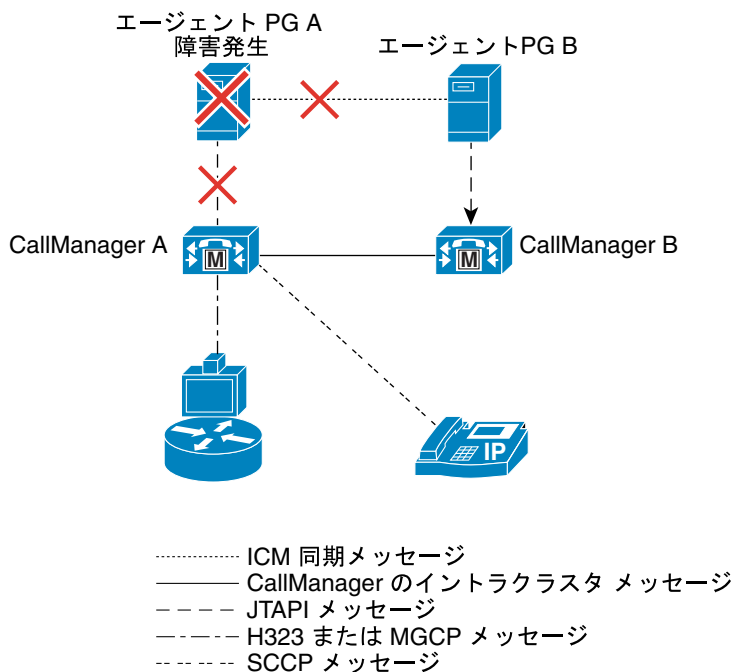 エージェント PG A
障害発生
エージェントPG B
CallManager A
M
M
CallManager B
IP
ICM 同期メッセージ
CallManager のイントラクラスタ メッセージ
JTAPI メッセージ
H323 または MGCP メッセージ
SCCP メッセージ